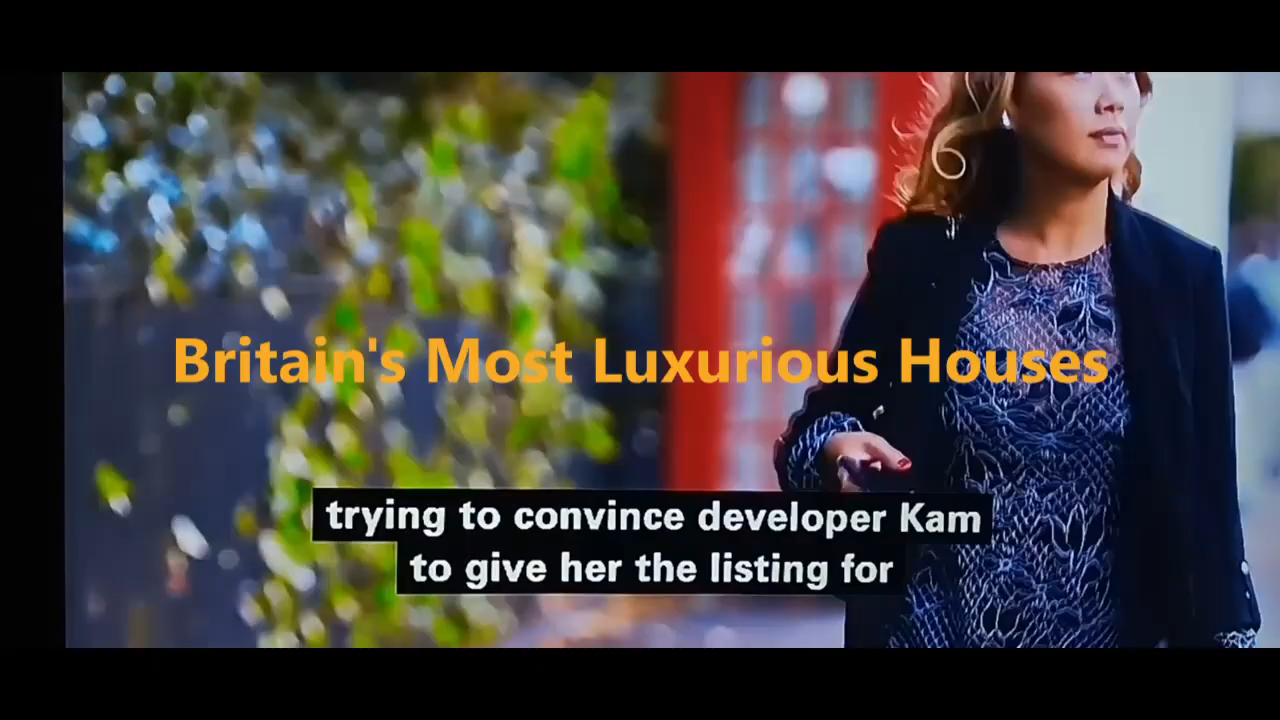 Britain's Most Luxurious Houses
trying to convince developer Kam
to give her the listing for